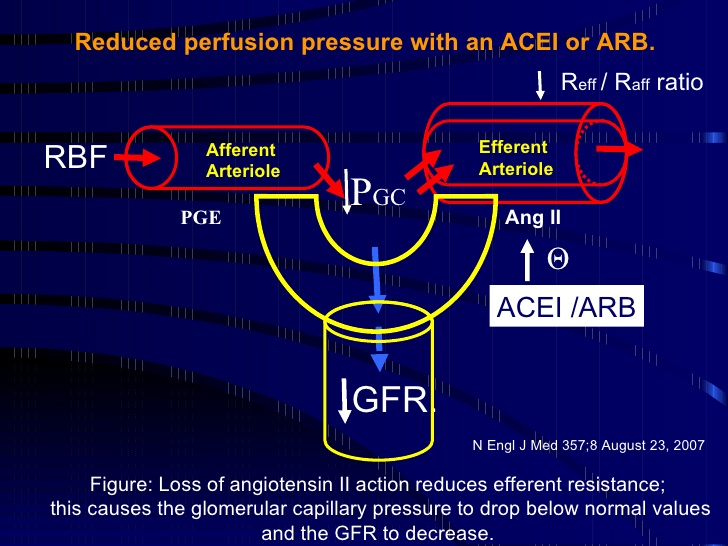 Reduced perfusion pressure with an ACEI or ARB.
Reff / Raff ratio
RBF
Afferent
Arteriole
Efferent
Arteriole
PGC
PGE
Ang II
Θ
ACEI /ARB
GFR.
N Engl J Med 357;8 August 23, 2007
Figure: Loss of angiotensin II action reduces efferent resistance;
this causes the glomerular capillary pressure to drop below normal values
and the GFR to decrease.